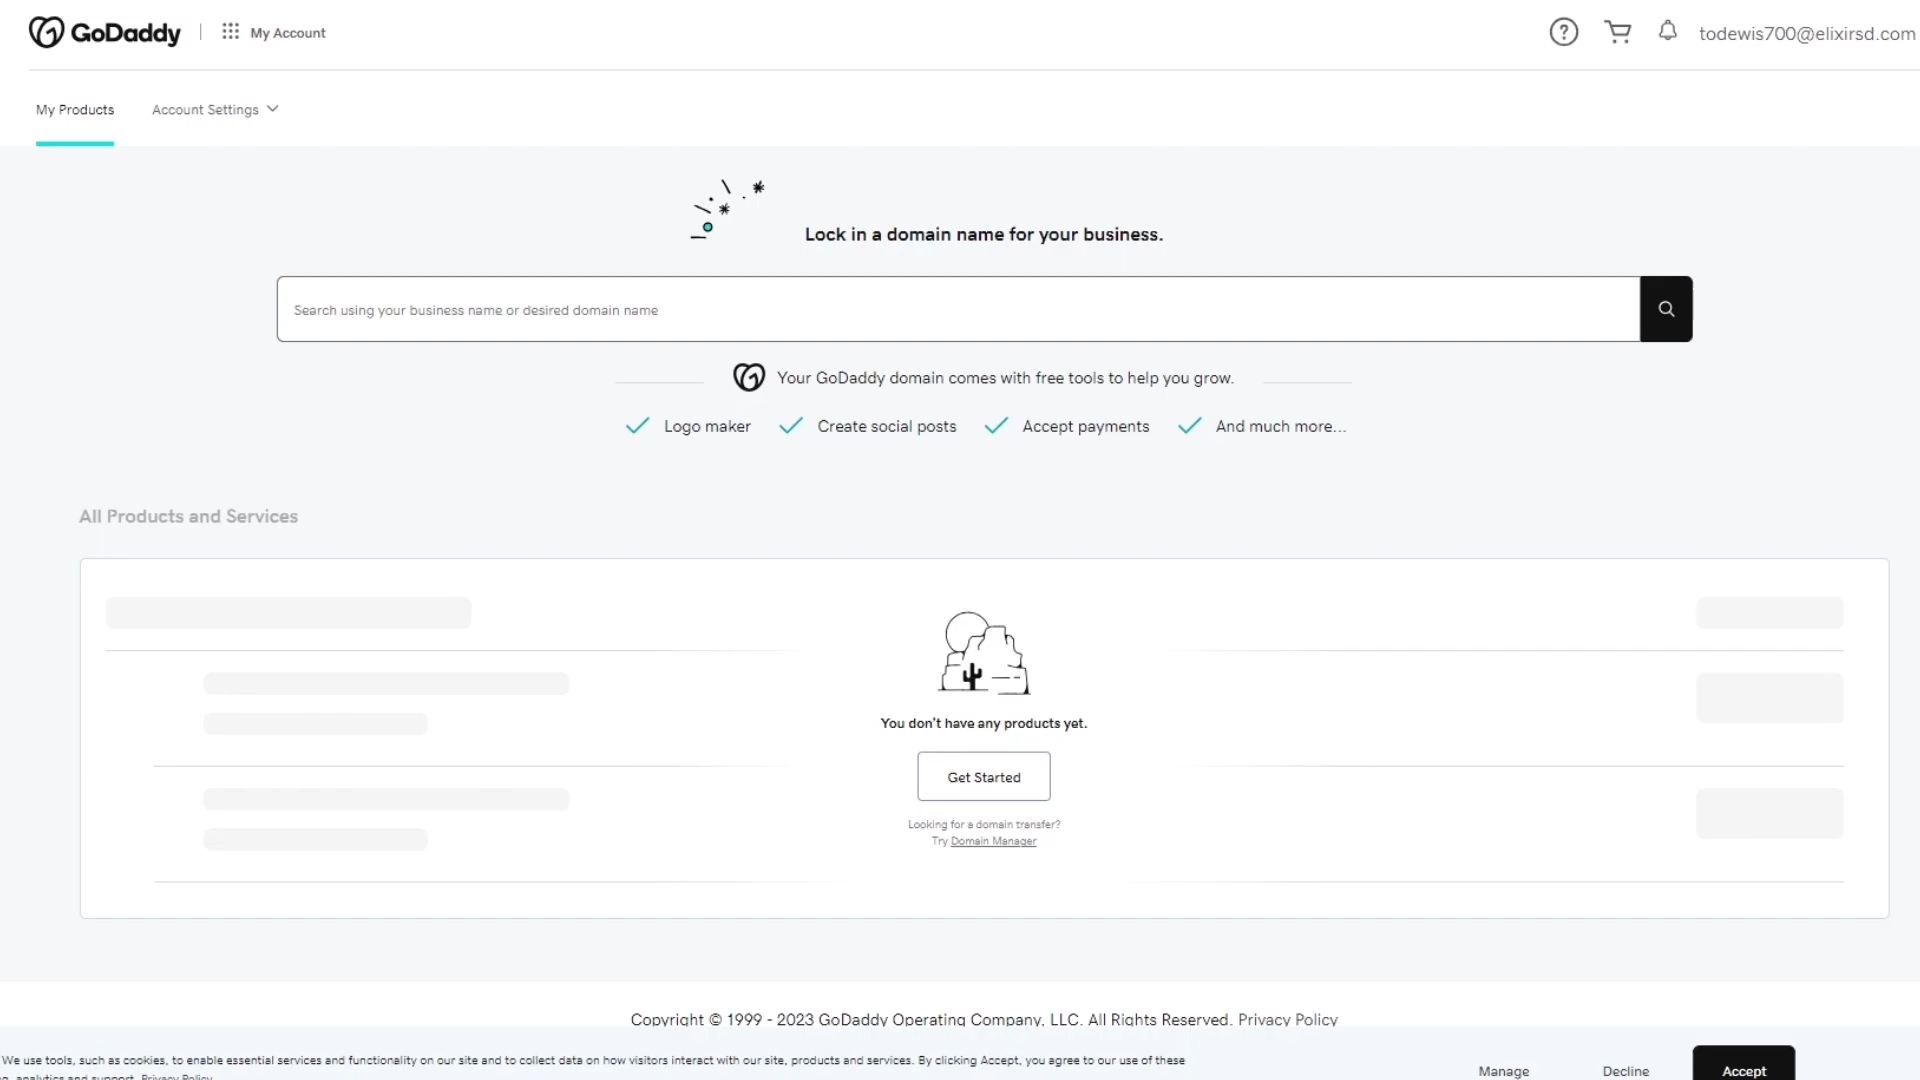 GoDaddy
My Account
todewis700@elixirsd.com
My Products
Account Settings
Lock in a domain name for your business.
Search using your business name or desired domain name
Your GoDaddy domain comes with free tools to help you grow.
Logo maker
Create social posts
Accept payments
And much more...
All Products and Services
You don't have any products yet.
Get Started
Looking for a domain transfer?
Try Domain Manager
Copyright © 1999 - 2023 GoDaddy Operating Company, LLC. All Rights Reserved. Privacy Policy
We use tools, such as cookies, to enable essential services and functionality on our site and to collect data on how visitors interact with our site, products and services. By clicking Accept, you agree to our use of these
analytics and support. Privacy Policy
Manage
Decline
Accept